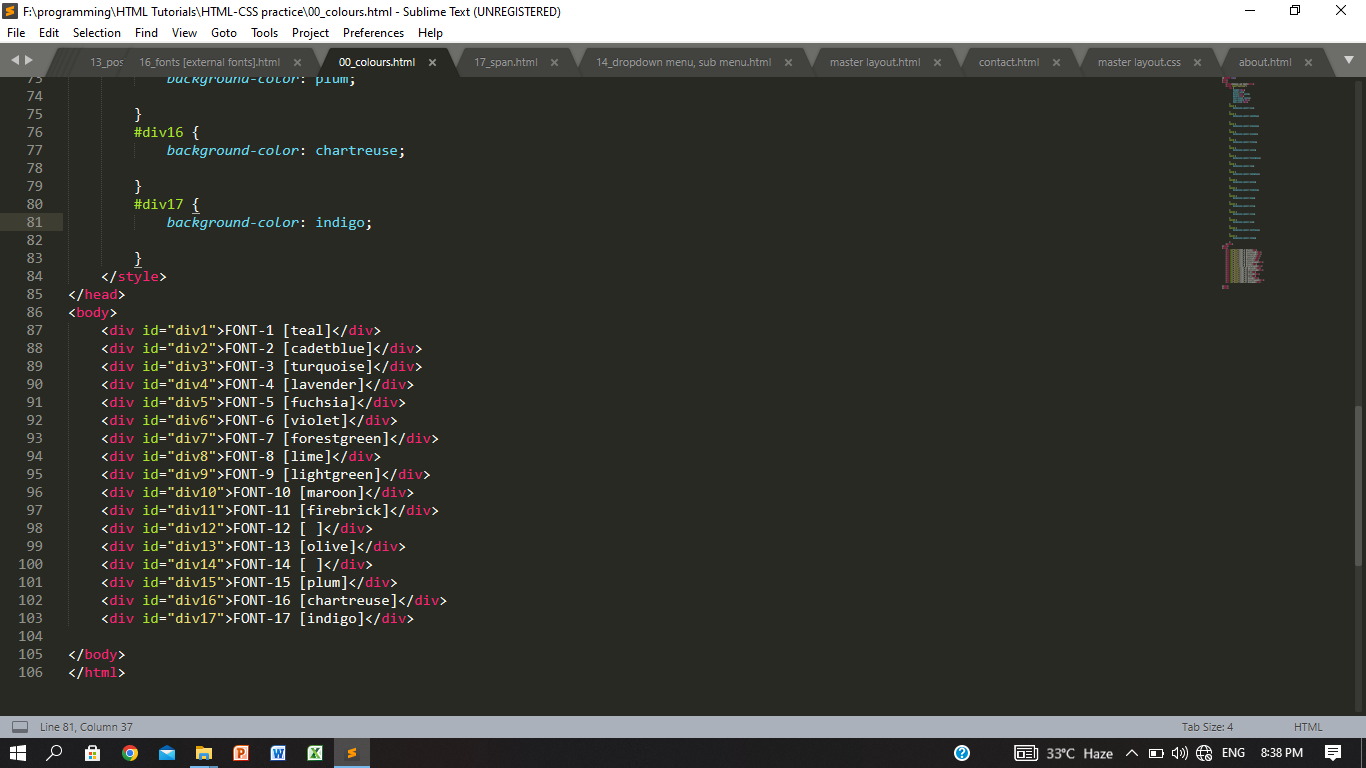 F:\programming\HTML Tutorials\HTML-CSS practice\00_colours.html - Sublime Text (UNREGISTERED)
File Edit Selection Find View Goto Tools Project Preferences Help
13_pos 16_fonts [external fonts].html 00_colours.html 17_span.html 14_dropdown menu, sub menu.html master layout.html contact.html master layout.css about.html
73 background-color: plum;
74
75 }
76 #div16 {
77 background-color: chartreuse;
78
79 }
80 #div17 {
81 background-color: indigo;
82
83 }
84 </style>
85 </head>
86 <body>
87 <div id="div1">FONT-1 [teal]</div>
88 <div id="div2">FONT-2 [cadetblue]</div>
89 <div id="div3">FONT-3 [turquoise]</div>
90 <div id="div4">FONT-4 [lavender]</div>
91 <div id="div5">FONT-5 [fuchsia]</div>
92 <div id="div6">FONT-6 [violet]</div>
93 <div id="div7">FONT-7 [forestgreen]</div>
94 <div id="div8">FONT-8 [lime]</div>
95 <div id="div9">FONT-9 [lightgreen]</div>
96 <div id="div10">FONT-10 [maroon]</div>
97 <div id="div11">FONT-11 [firebrick]</div>
98 <div id="div12">FONT-12 [ ]</div>
99 <div id="div13">FONT-13 [olive]</div>
100 <div id="div14">FONT-14 [ ]</div>
101 <div id="div15">FONT-15 [plum]</div>
102 <div id="div16">FONT-16 [chartreuse]</div>
103 <div id="div17">FONT-17 [indigo]</div>
104
105 </body>
106 </html>
Line 81, Column 37 Tab Size: 4 HTML
33°C Haze ENG 8:38 PM